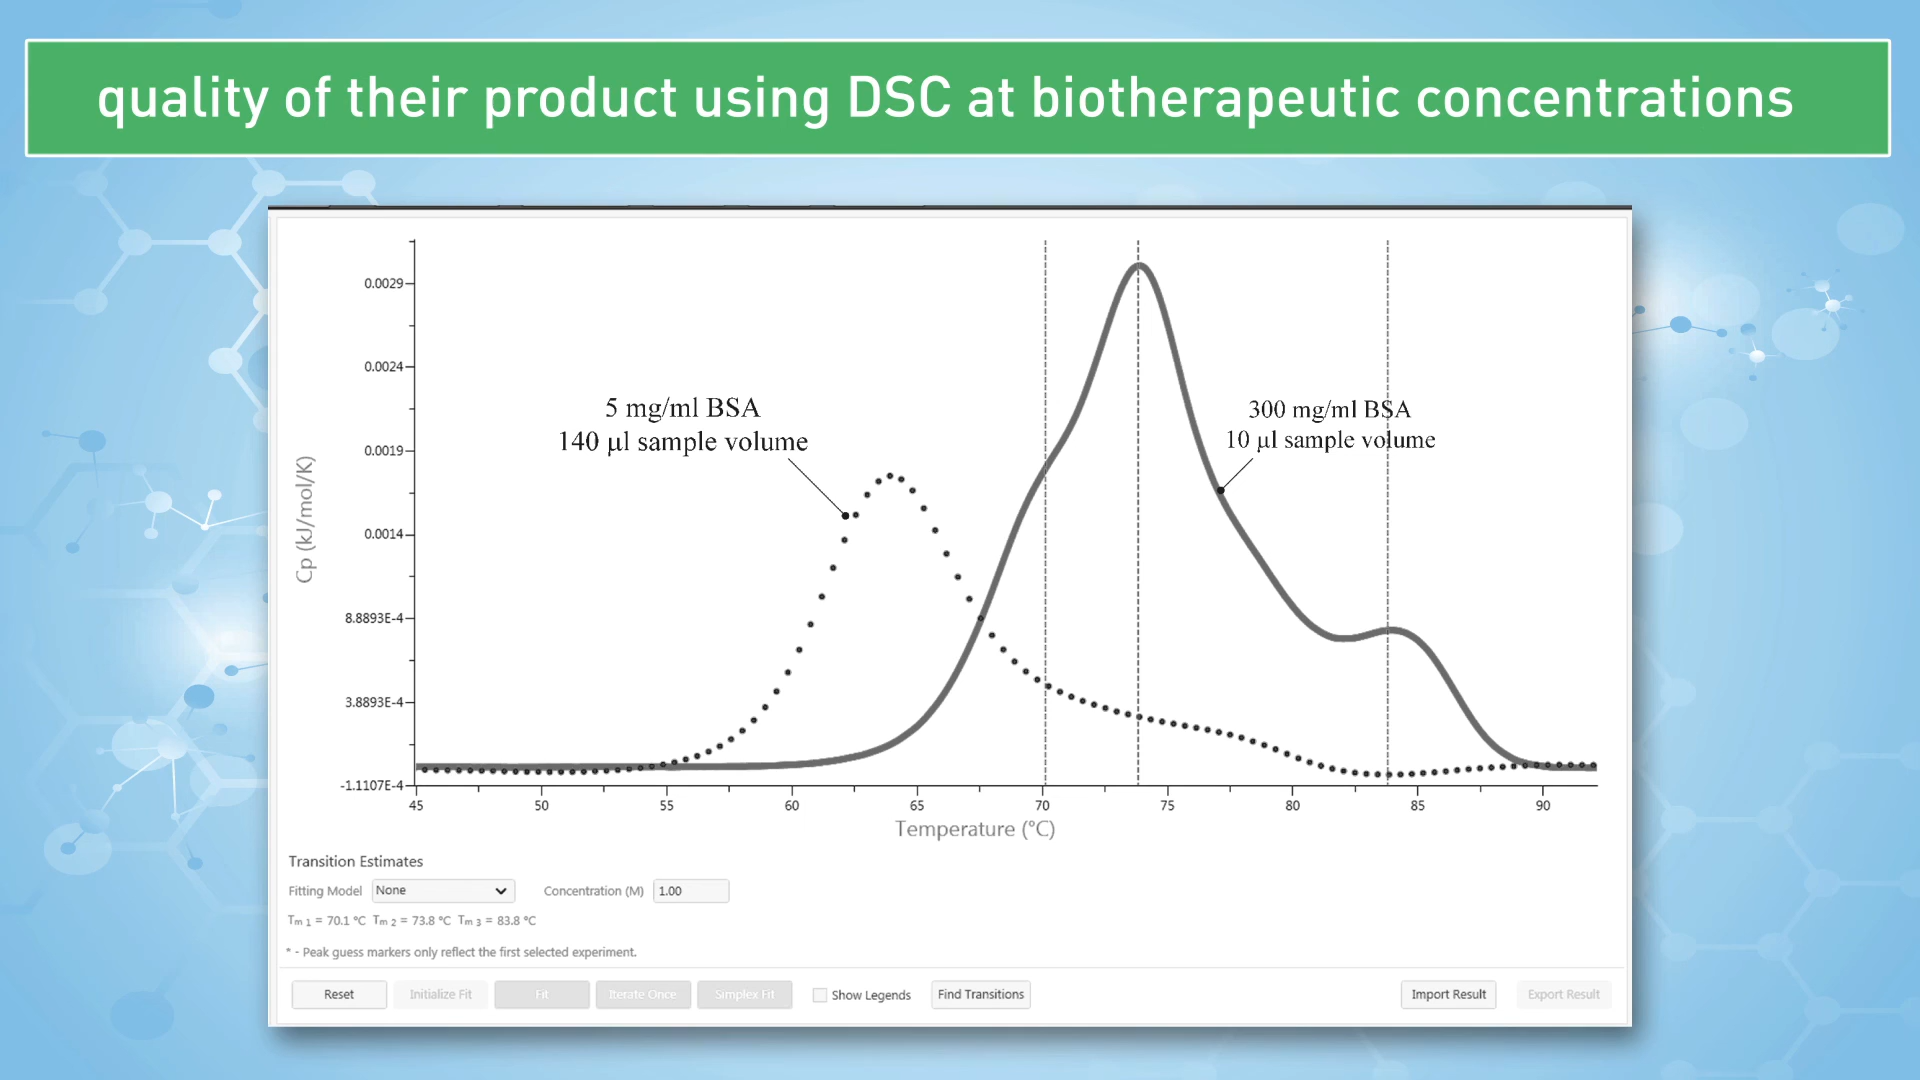 quality of their product using DSC at biotherapeutic concentrations
0.0029
0.0024
0.0019
0.0014
8.8893E-4
3.8893E-4
-1.1107E-4
Cp (kJ/mol/K)
5 mg/ml BSA
140 µl sample volume
300 mg/ml BSA
10 µl sample volume
45 50 55 60 65 70 75 80 85 90
Temperature (°C)
Transition Estimates
Fitting Model None Concentration (M) 1.00
Tm 1 = 70.1 °C Tm 2 = 73.8 °C Tm 3 = 83.8 °C
* - Peak guess markers only reflect the first selected experiment.
Reset Initialize Fit Fit Iterate Once Simplex Fit Show Legends Find Transitions Import Result Export Result